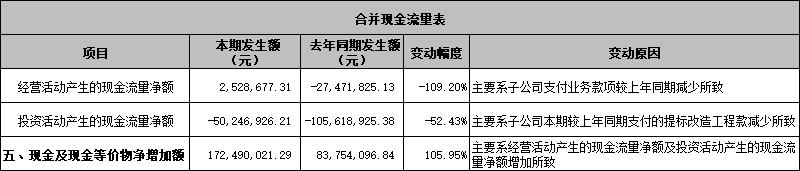 合并现金流量表
项目 本期发生额（元） 去年同期发生额（元） 变动幅度 变动原因
经营活动产生的现金流量净额 2,528,677.31 -27,471,825.13 -109.20% 主要系子公司支付业务款项较上年同期减少所致
投资活动产生的现金流量净额 -50,246,926.21 -105,618,925.38 -52.43% 主要系子公司本期较上年同期支付的提标改造工程款减少所致
五、现金及现金等价物净增加额 172,490,021.29 83,754,096.84 105.95% 主要系经营活动产生的现金流量净额及投资活动产生的现金流
量净额增加所致